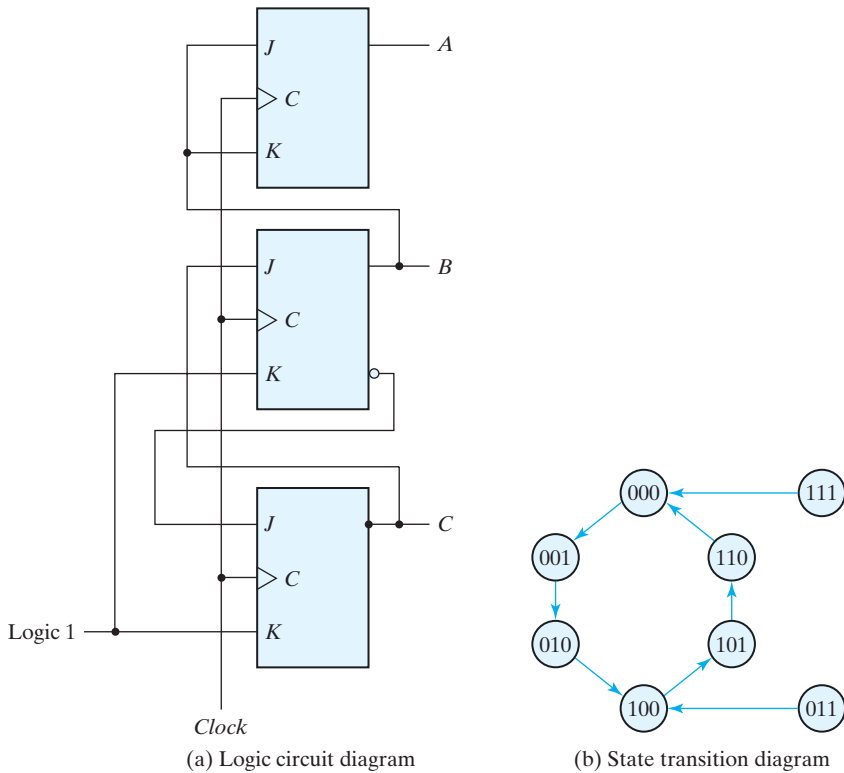 J
A
C
K
J
B
C
K
J
C
C
Logic 1
K
Clock
000
111
001
110
010
101
100
011
(a) Logic circuit diagram
(b) State transition diagram